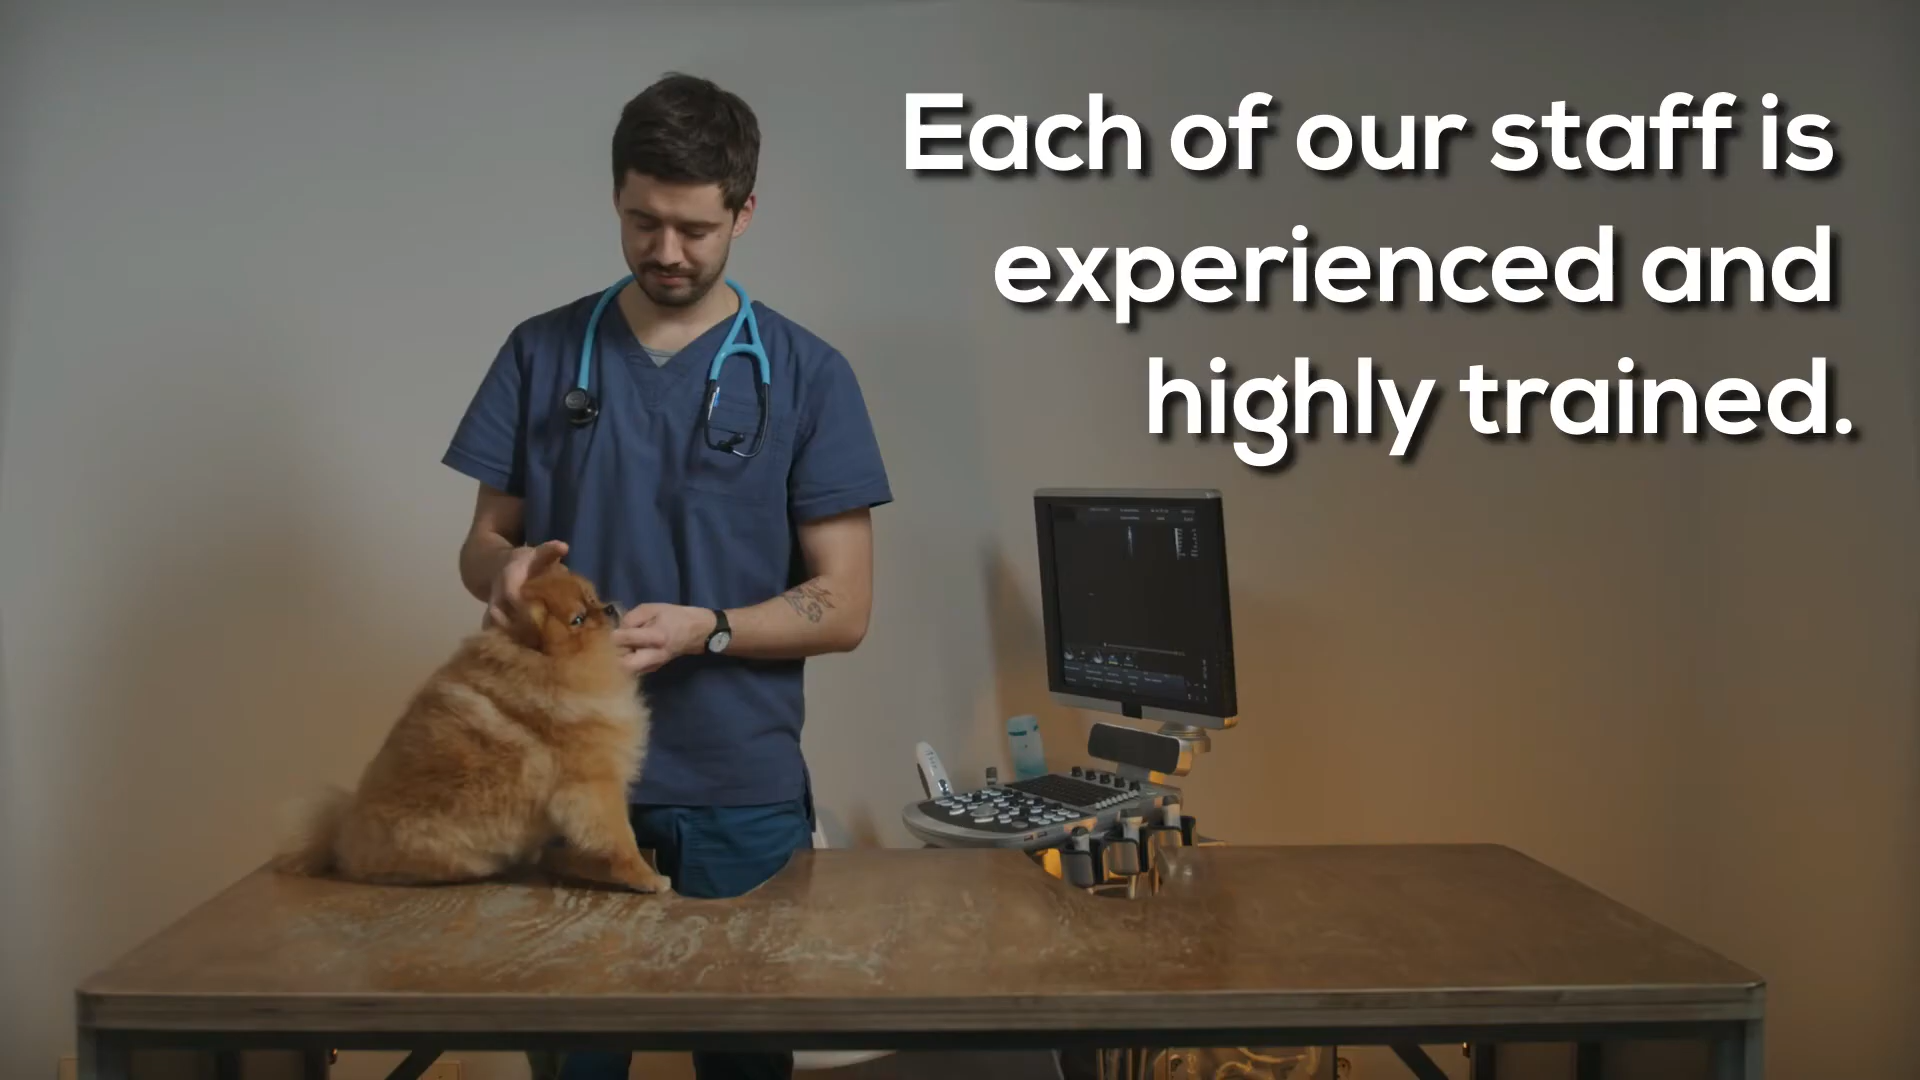 Each of our staff is
experienced and
highly trained.